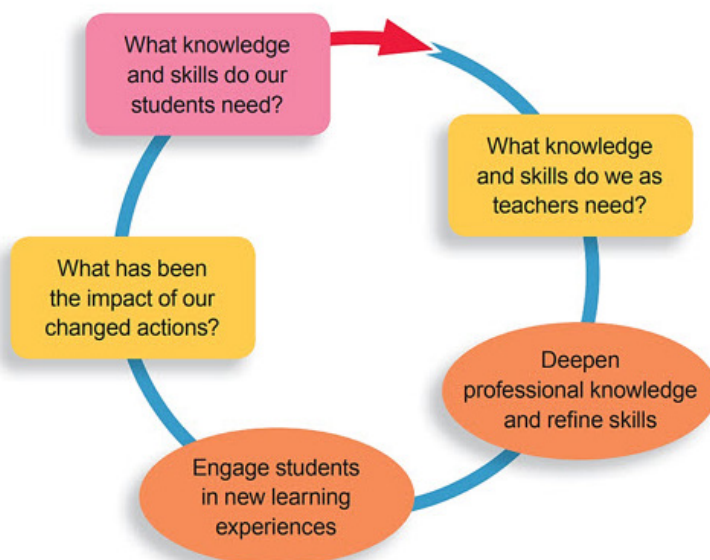 What knowledge
and skills do our
students need?
What knowledge
and skills do we as
teachers need?
Deepen
professional knowledge
and refine skills
Engage students
in new learning
experiences
What has been
the impact of our
changed actions?